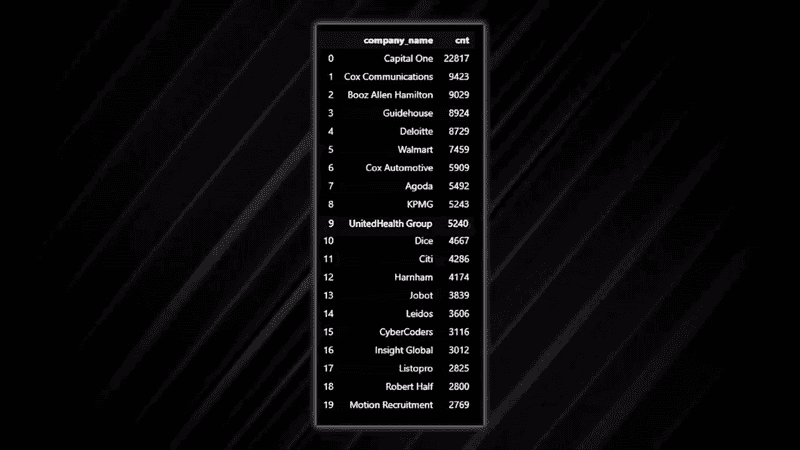 company_name cnt
0 Capital One 22817
1 Cox Communications 9423
2 Booz Allen Hamilton 9029
3 Guidehouse 8924
4 Deloitte 8729
5 Walmart 7459
6 Cox Automotive 5909
7 Agoda 5492
8 KPMG 5243
9 UnitedHealth Group 5240
10 Dice 4667
11 Citi 4286
12 Harnham 4174
13 Jobot 3839
14 Leidos 3606
15 CyberCoders 3116
16 Insight Global 3012
17 Listopro 2825
18 Robert Half 2800
19 Motion Recruitment 2769